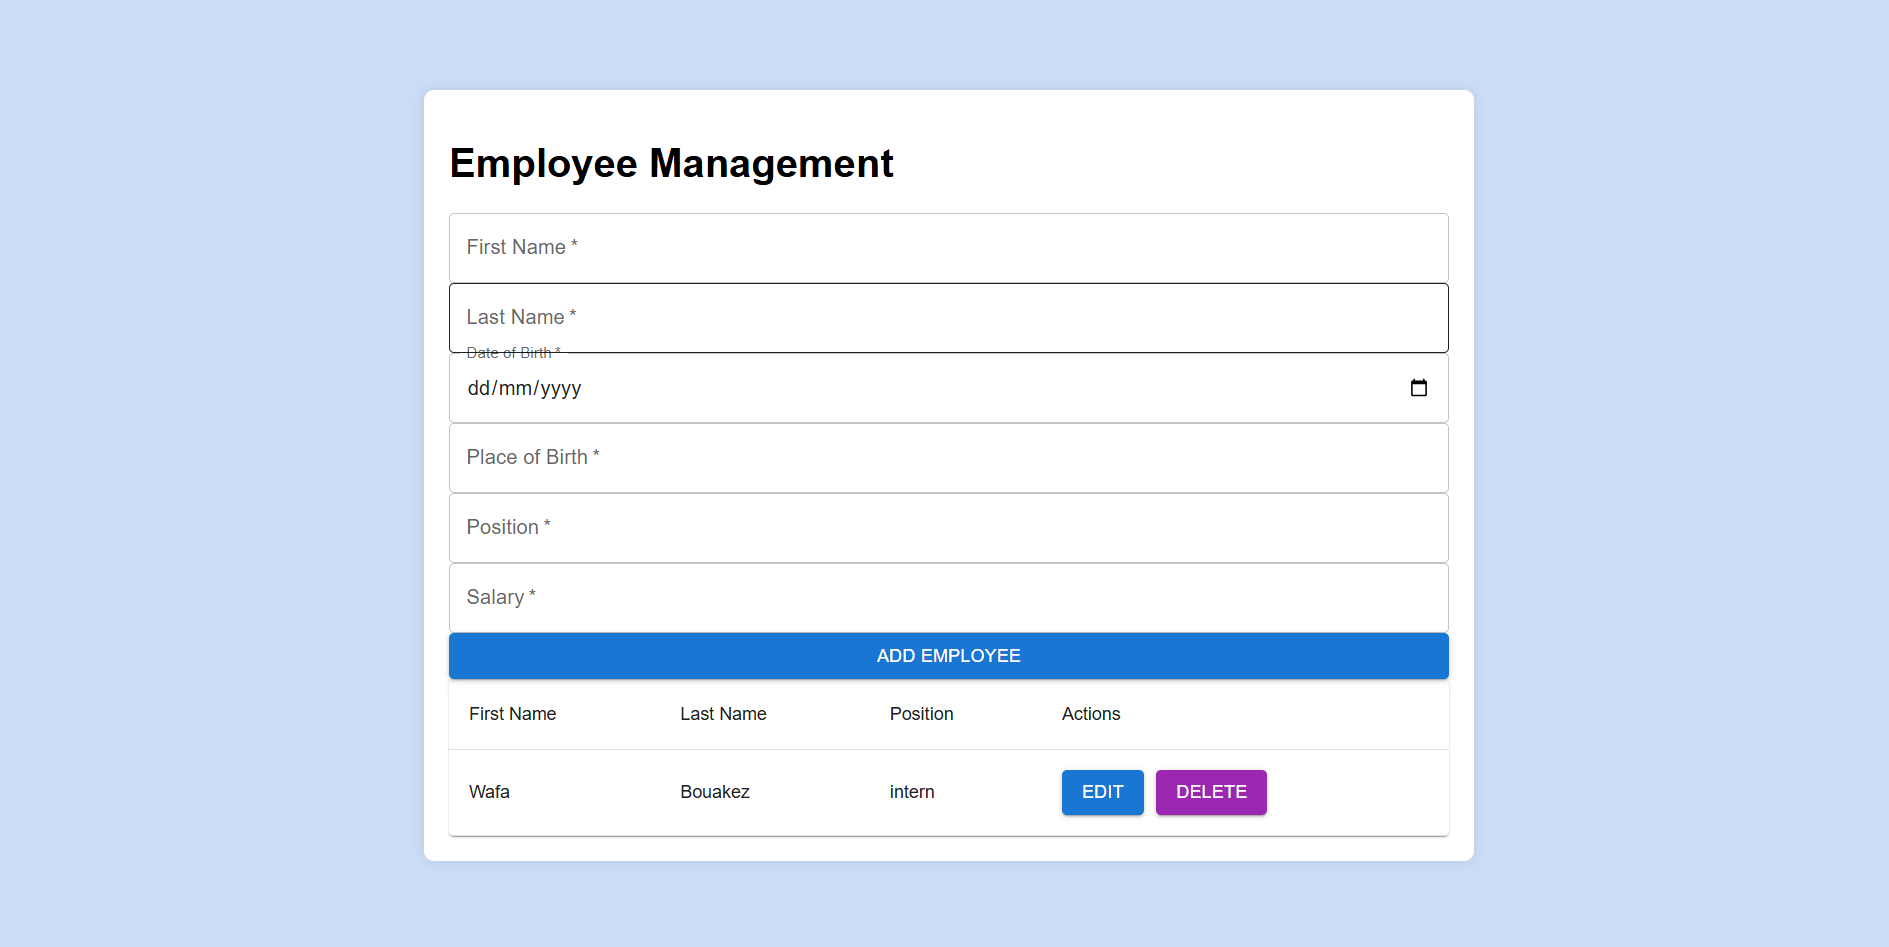 Employee Management
First Name *
Last Name *
Date of Birth *
dd/mm/yyyy
Place of Birth *
Position *
Salary *
ADD EMPLOYEE
First Name Last Name Position Actions
Wafa Bouakez intern EDIT DELETE